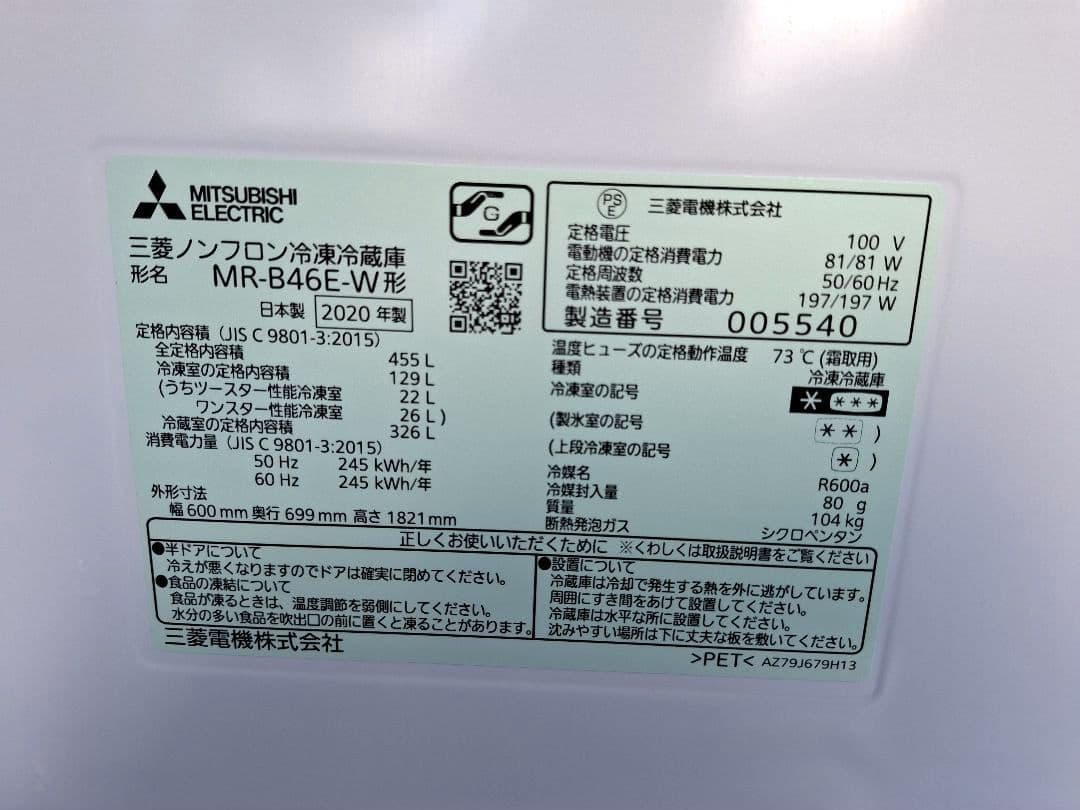 MITSUBISHI
ELECTRIC
G
三菱ノンフロン冷凍冷蔵庫
形名 MR-B46E-W形
日本製 2020 年製
定格内容積 (JIS C 9801-3:2015)
全定格内容積 455 L
冷凍室の定格内容積 129 L
(うちツースター性能冷凍室 22 L
ワンスター性能冷凍室 26 L)
冷蔵室の定格内容積 326 L
消費電力量 (JIS C 9801-3:2015)
50 Hz 245 kWh/年
60 Hz 245 kWh/年
外形寸法
幅 600 mm 奥行 699 mm 高さ 1821 mm
PS
E
三菱電機株式会社
定格電圧 100 V
電動機の定格消費電力 81/81 W
定格周波数 50/60 Hz
電熱装置の定格消費電力 197/197 W
製造番号 005540
温度ヒューズの定格動作温度 73 ℃ (霜取用)
種類 冷凍冷蔵庫
冷凍室の記号 * ***
(製氷室の記号 ** )
(上段冷凍室の記号 * )
冷媒名 R600a
冷媒封入量 80 g
質量 104 kg
断熱発泡ガス シクロペンタン
正しくお使いいただくために ※くわしくは取扱説明書をご覧ください
●半ドアについて
冷えが悪くなりますのでドアは確実に閉めてください。
●食品の凍結について
食品が凍るときは、温度調節を弱側にしてください。
水分の多い食品を吹出口の前に置くと凍ることがあります。
●設置について
冷蔵庫は冷却で発生する熱を外に逃がしています。
周囲にすき間をあけて設置してください。
冷蔵庫は水平な所に設置してください。
沈みやすい場所は下に丈夫な板を敷いてください。
三菱電機株式会社
>PET< AZ79J679H13